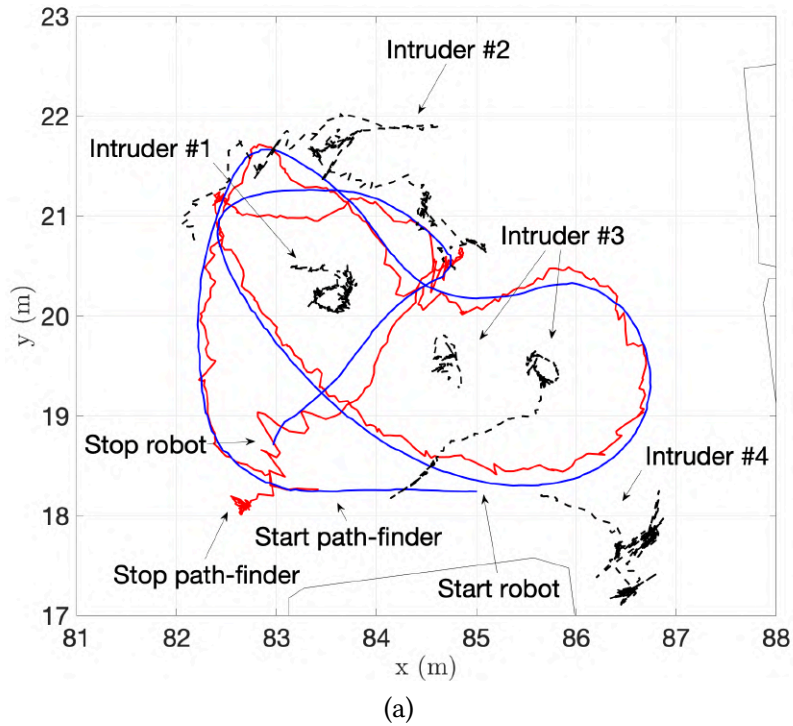 23
Intruder #2
22
Intruder #1
21
Intruder #3
20
y (m)
19
Stop robot
Intruder #4
18
Start path-finder
Stop path-finder
Start robot
17
81 82 83 84 85 86 87 88
x (m)
(a)